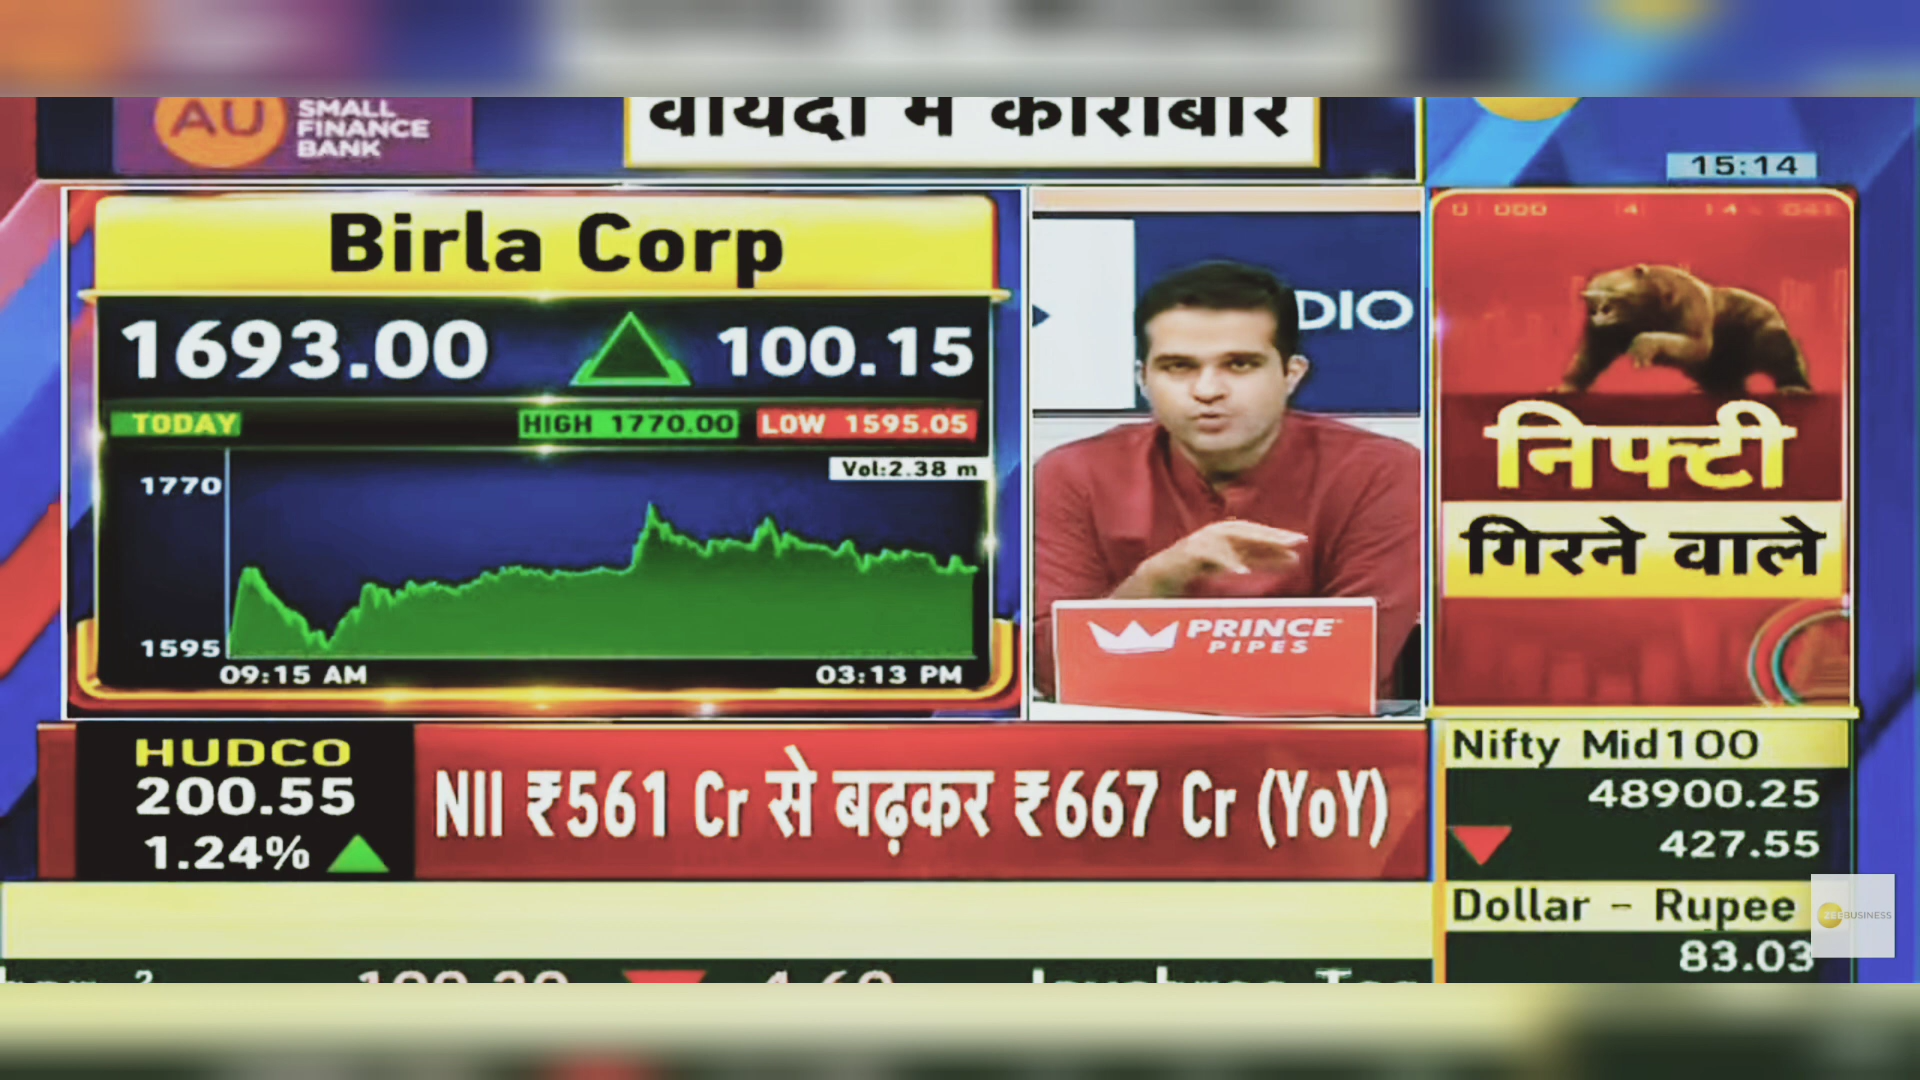 AU SMALL
FINANCE
BANK
वायदा में कारोबार
15:14
Birla Corp
1693.00 100.15
TODAY HIGH 1770.00 LOW 1595.05
Vol:2.38 m
1770
1595
09:15 AM 03:13 PM
DIO
PRINCE
PIPES
निफ्टी
गिरने वाले
HUDCO
200.55
1.24%
NII ₹561 Cr से बढ़कर ₹667 Cr (YoY)
Nifty Mid100
48900.25
427.55
Dollar - Rupee
83.03
ZEEBUSINESS